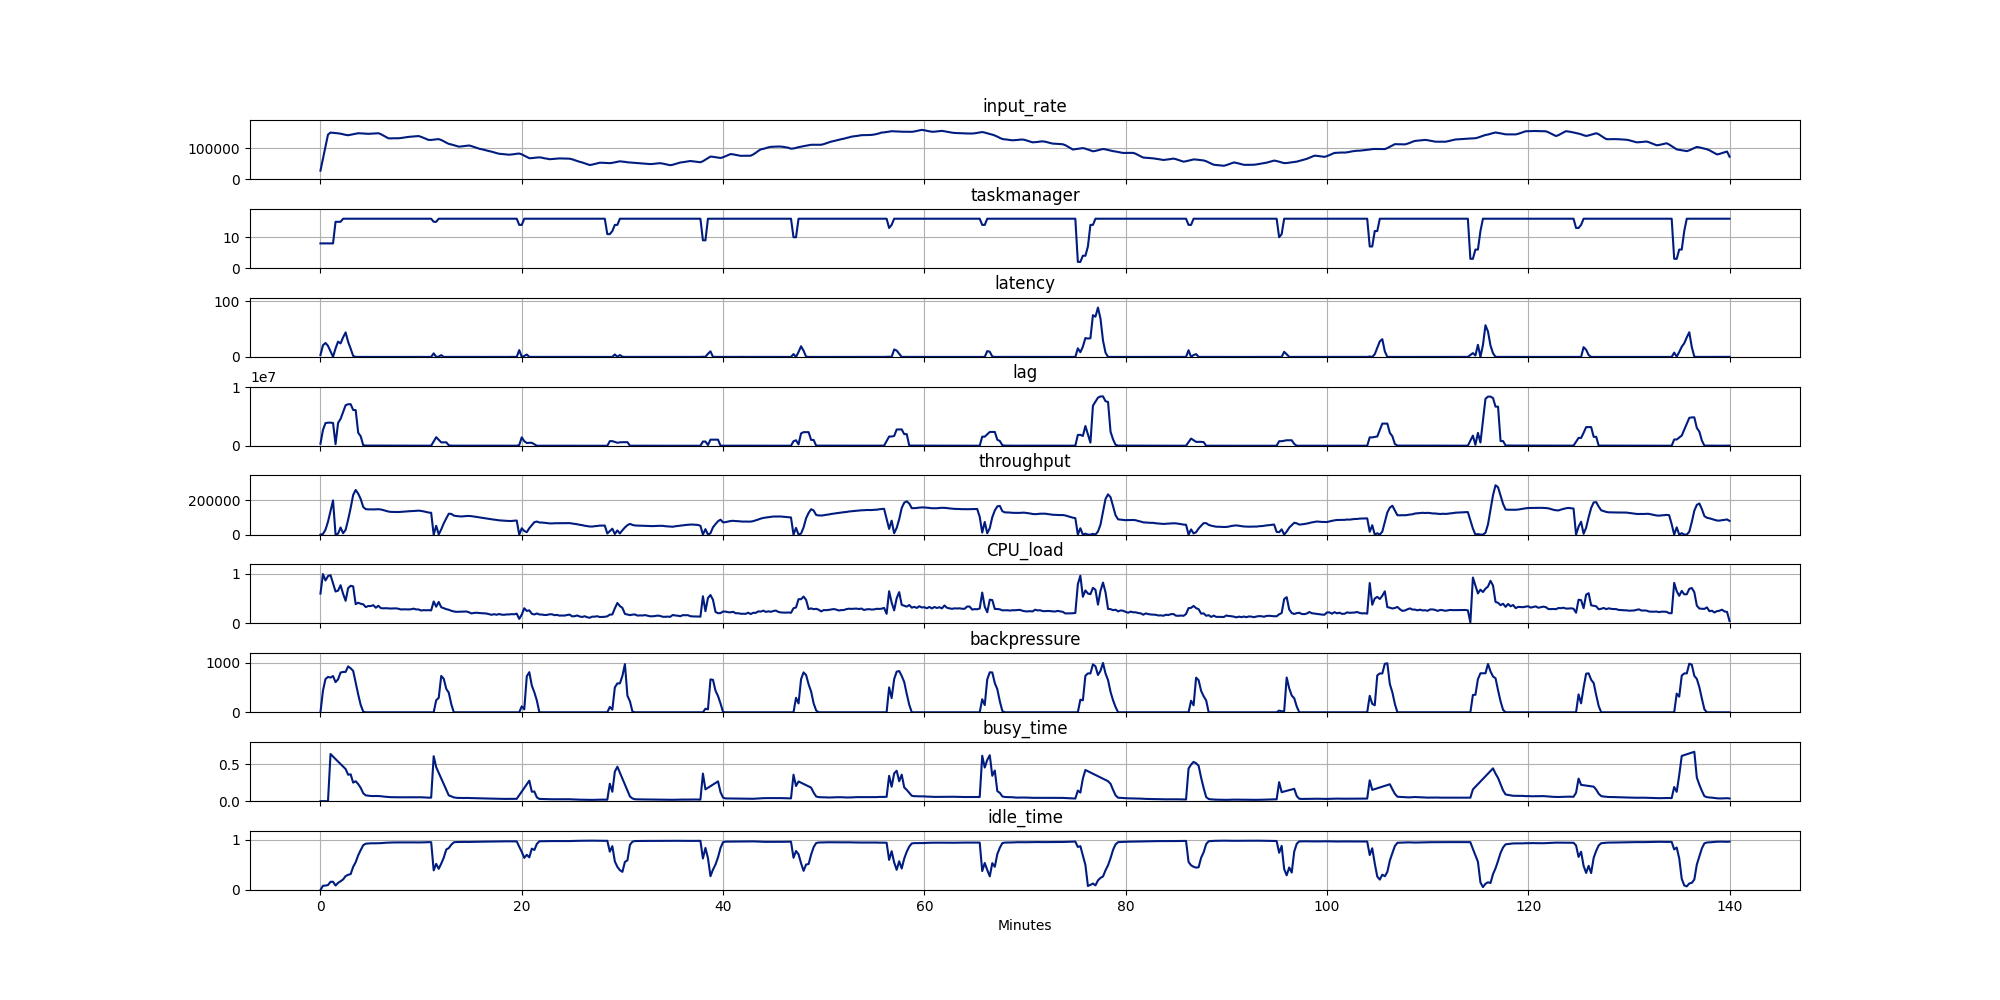 input_rate
100000
0
taskmanager
10
0
latency
100
0
1e7
lag
1
0
throughput
200000
0
CPU_load
1
0
backpressure
1000
0
busy_time
0.5
0.0
idle_time
1
0
0 20 40 60 80 100 120 140
Minutes